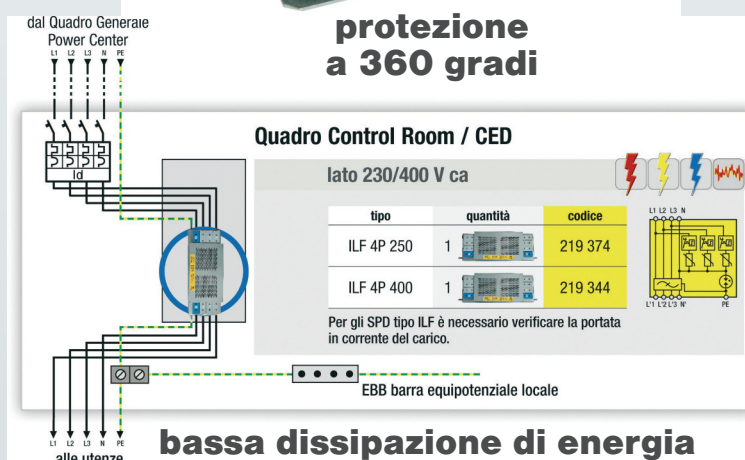 protezione
a 360 gradi
dal Quadro Generale
Power Center
L1 L2 L3 N PE
Id
Quadro Control Room / CED
lato 230/400 V ca
tipo quantità codice
ILF 4P 250 1 219 374
ILF 4P 400 1 219 344
Per gli SPD tipo ILF è necessario verificare la portata
in corrente del carico.
L1 L2 L3 N
L'1 L'2 L'3 N' PE
EBB barra equipotenziale locale
L1 L2 L3 N PE
alle utenze
bassa dissipazione di energia